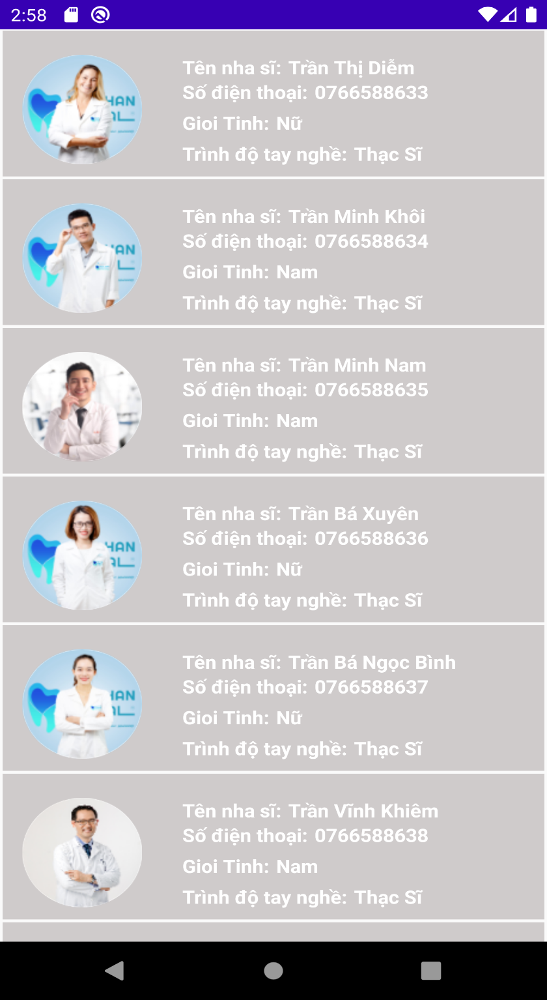 2:58
Tên nha sĩ: Trần Thị Diễm
Số điện thoại: 0766588633
Gioi Tinh: Nữ
Trình độ tay nghề: Thạc Sĩ
Tên nha sĩ: Trần Minh Khôi
Số điện thoại: 0766588634
Gioi Tinh: Nam
Trình độ tay nghề: Thạc Sĩ
Tên nha sĩ: Trần Minh Nam
Số điện thoại: 0766588635
Gioi Tinh: Nam
Trình độ tay nghề: Thạc Sĩ
Tên nha sĩ: Trần Bá Xuyên
Số điện thoại: 0766588636
Gioi Tinh: Nữ
Trình độ tay nghề: Thạc Sĩ
Tên nha sĩ: Trần Bá Ngọc Bình
Số điện thoại: 0766588637
Gioi Tinh: Nữ
Trình độ tay nghề: Thạc Sĩ
Tên nha sĩ: Trần Vĩnh Khiêm
Số điện thoại: 0766588638
Gioi Tinh: Nam
Trình độ tay nghề: Thạc Sĩ